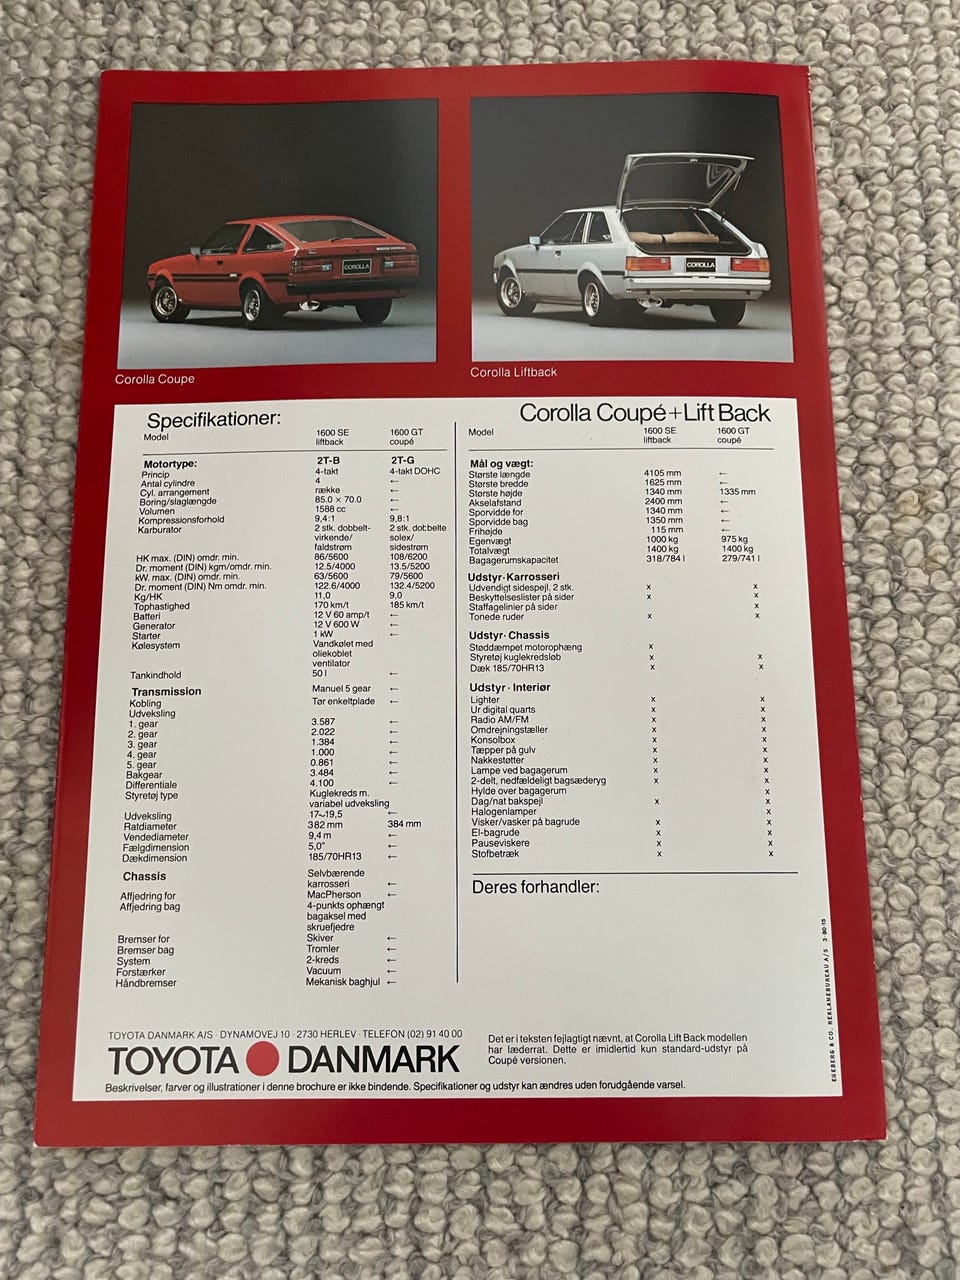 COROLLA
COROLLA
Corolla Coupe
Corolla Liftback
Specifikationer:
Model 1600 SE liftback 1600 GT coupé
Motortype: 2T-B 2T-G
Princip 4-takt 4-takt DOHC
Antal cylindre 4 ←
Cyl. arrangement række ←
Boring/slaglængde 85.0 × 70.0 ←
Volumen 1588 cc ←
Kompressionsforhold 9,4:1 9,8:1
Karburator 2 stk. dobbelt- 2 stk. dobbelte
virkende/ solex/
faldstrøm sidestrøm
HK max. (DIN) omdr. min. 86/5600 108/6200
Dr. moment (DIN) kgm/omdr. min. 12.5/4000 13.5/5200
kW. max. (DIN) omdr. min. 63/5600 79/5600
Dr. moment (DIN) Nm omdr. min. 122.6/4000 132.4/5200
Kg/HK 11,0 9,0
Tophastighed 170 km/t 185 km/t
Batteri 12 V 60 amp/t ←
Generator 12 V 600 W ←
Starter 1 kW ←
Kølesystem Vandkølet med
oliekoblet
ventilator
Tankindhold 50 l ←
Transmission Manuel 5 gear ←
Kobling Tør enkeltplade ←
Udveksling
1. gear 3.587 ←
2. gear 2.022 ←
3. gear 1.384 ←
4. gear 1.000 ←
5. gear 0.861 ←
Bakgear 3.484 ←
Differentiale 4.100 ←
Styretøj type Kuglekreds m.
variabel udveksling
Udveksling 17~19,5 ←
Ratdiameter 382 mm 384 mm
Vendediameter 9,4 m ←
Fælgdimension 5,0" ←
Dækdimension 185/70HR13 ←
Chassis Selvbærende
karrosseri ←
Affjedring for MacPherson ←
Affjedring bag 4-punkts ophængt
bagaksel med
skruefjedre
Bremser for Skiver ←
Bremser bag Tromler ←
System 2-kreds ←
Forstærker Vacuum ←
Håndbremser Mekanisk baghjul ←
Corolla Coupé+Lift Back
Model 1600 SE liftback 1600 GT coupé
Mål og vægt:
Største længde 4105 mm ←
Største bredde 1625 mm ←
Største højde 1340 mm 1335 mm
Akselafstand 2400 mm ←
Sporvidde for 1340 mm ←
Sporvidde bag 1350 mm ←
Frihøjde 115 mm ←
Egenvægt 1000 kg 975 kg
Totalvægt 1400 kg 1400 kg
Bagagerumskapacitet 318/784 l 279/741 l
Udstyr · Karrosseri
Udvendigt sidespejl, 2 stk. x x
Beskyttelseslister på sider x x
Staffagelinier på sider x
Tonede ruder x x
Udstyr · Chassis
Støddæmpet motorophæng x
Styretøj kuglekredsløb x x
Dæk 185/70HR13 x x
Udstyr · Interiør
Lighter x x
Ur digital quarts x x
Radio AM/FM x x
Omdrejningstæller x x
Konsolbox x x
Tæpper på gulv x x
Nakkestøtter x x
Lampe ved bagagerum x x
2-delt, nedfældeligt bagsæderyg x x
Hylde over bagagerum x
Dag/nat bakspejl x x
Halogenlamper x
Visker/vasker på bagrude x x
El-bagrude x x
Pauseviskere x x
Stofbetræk x x
Deres forhandler:
EGEBERG & CO. REKLAMEBUREAU A/S 3-80-15
TOYOTA DANMARK A/S · DYNAMOVEJ 10 · 2730 HERLEV · TELEFON (02) 91 40 00
TOYOTA DANMARK
Det er i teksten fejlagtigt nævnt, at Corolla Lift Back modellen
har læderrat. Dette er imidlertid kun standard-udstyr på
Coupé versionen.
Beskrivelser, farver og illustrationer i denne brochure er ikke bindende. Specifikationer og udstyr kan ændres uden forudgående varsel.